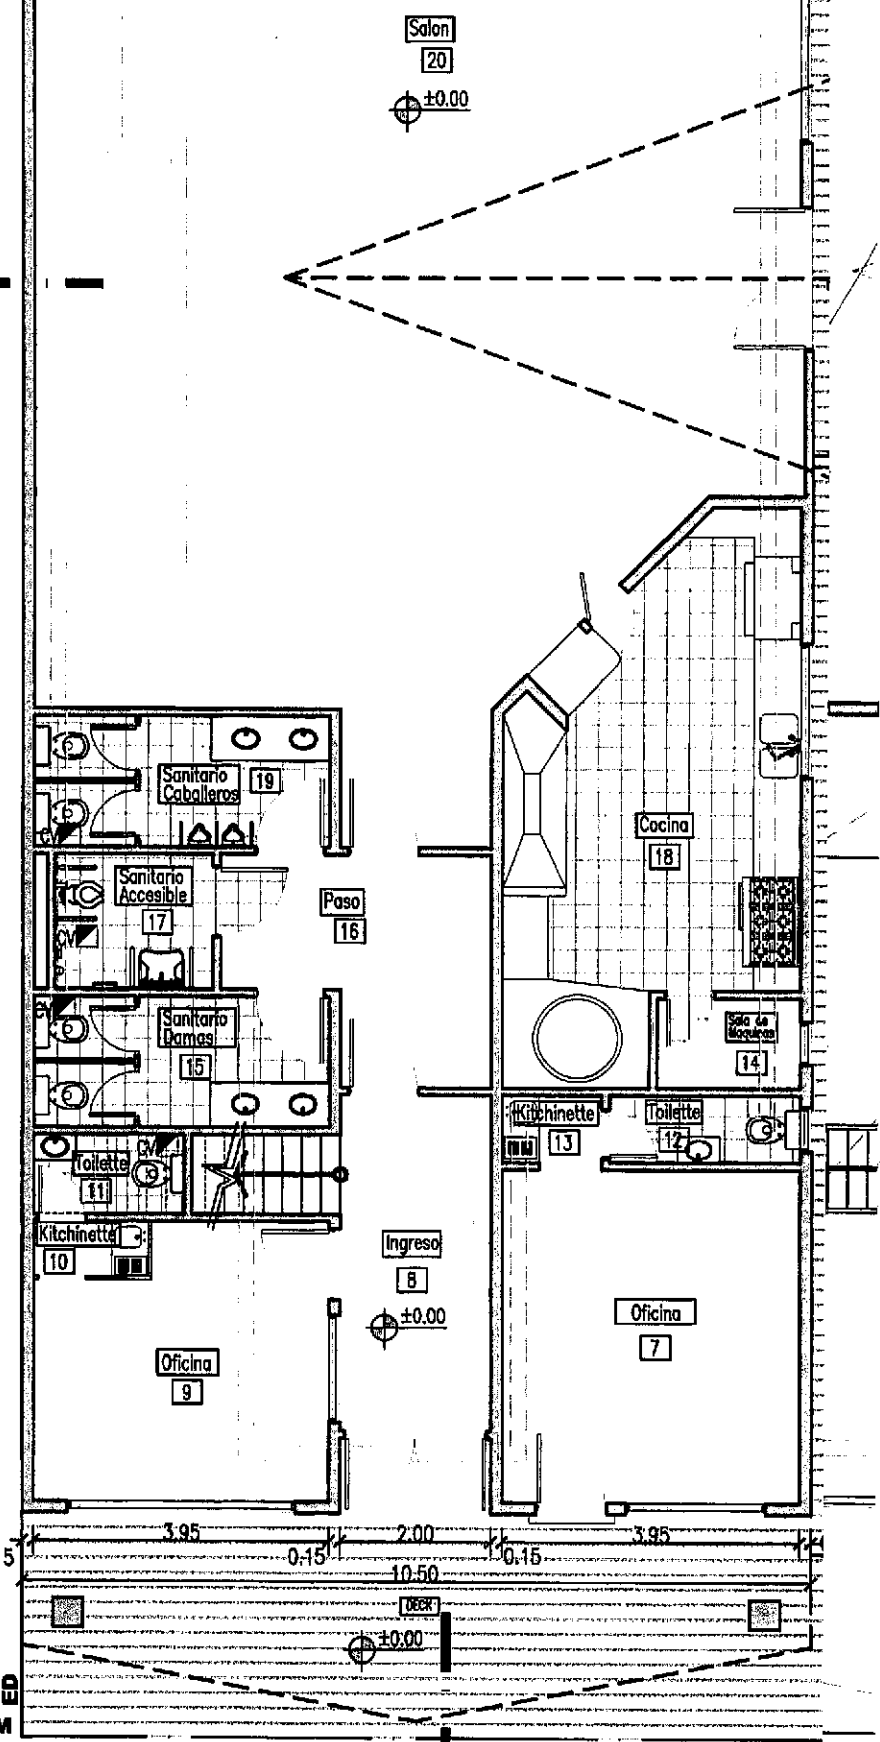 Salon
20
±0.00
Sanitario
Caballeros
19
CV
Cocina
18
Sanitario
Accesible
17
CV
Paso
16
CV
Sanitario
Damas
15
Sala de
Maquinas
14
Kitchinette
13
Toilette
12
CV
Toilette
11
Kitchinette
10
Ingreso
8
±0.00
Oficina
7
Oficina
9
3.95
2.00
3.95
5
0.15
0.15
10.50
DECK
±0.00
ED
M